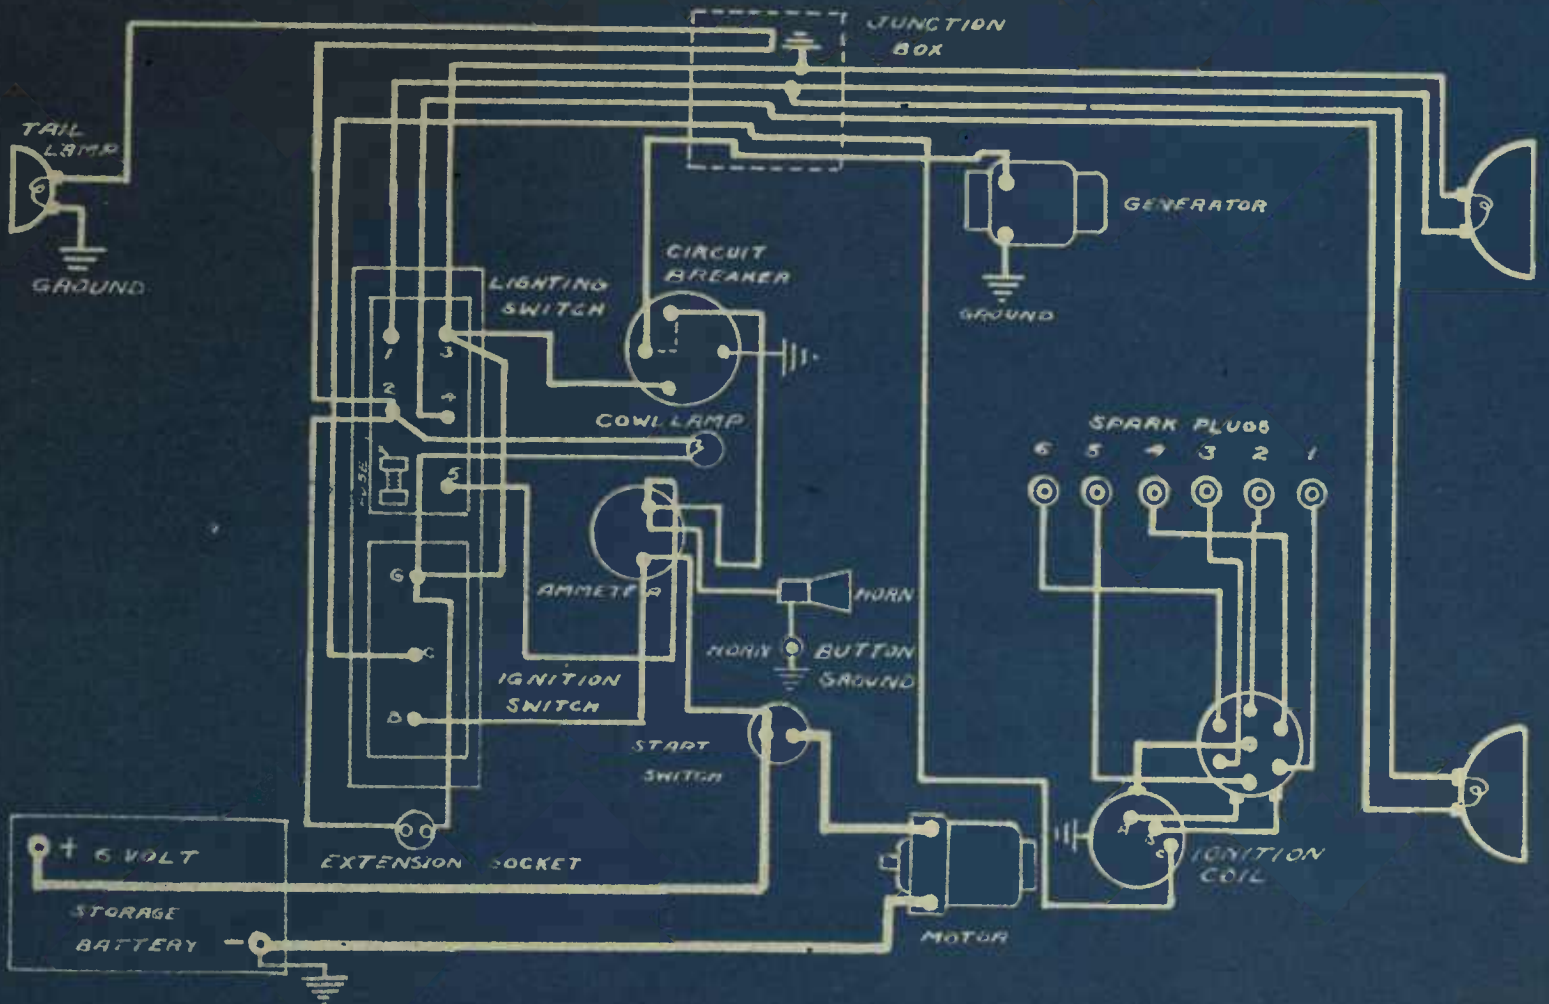 JUNCTION
BOX
TAIL
LAMP
GROUND
GENERATOR
GROUND
CIRCUIT
BREAKER
LIGHTING
SWITCH
1
3
2
4
5
FUSE
COWL LAMP
SPARK PLUGS
6 5 4 3 2 1
AMMETER
G
C
B
HORN
HORN BUTTON
GROUND
IGNITION
SWITCH
START
SWITCH
+ 6 VOLT
STORAGE
BATTERY -
EXTENSION SOCKET
MOTOR
IGNITION
COIL